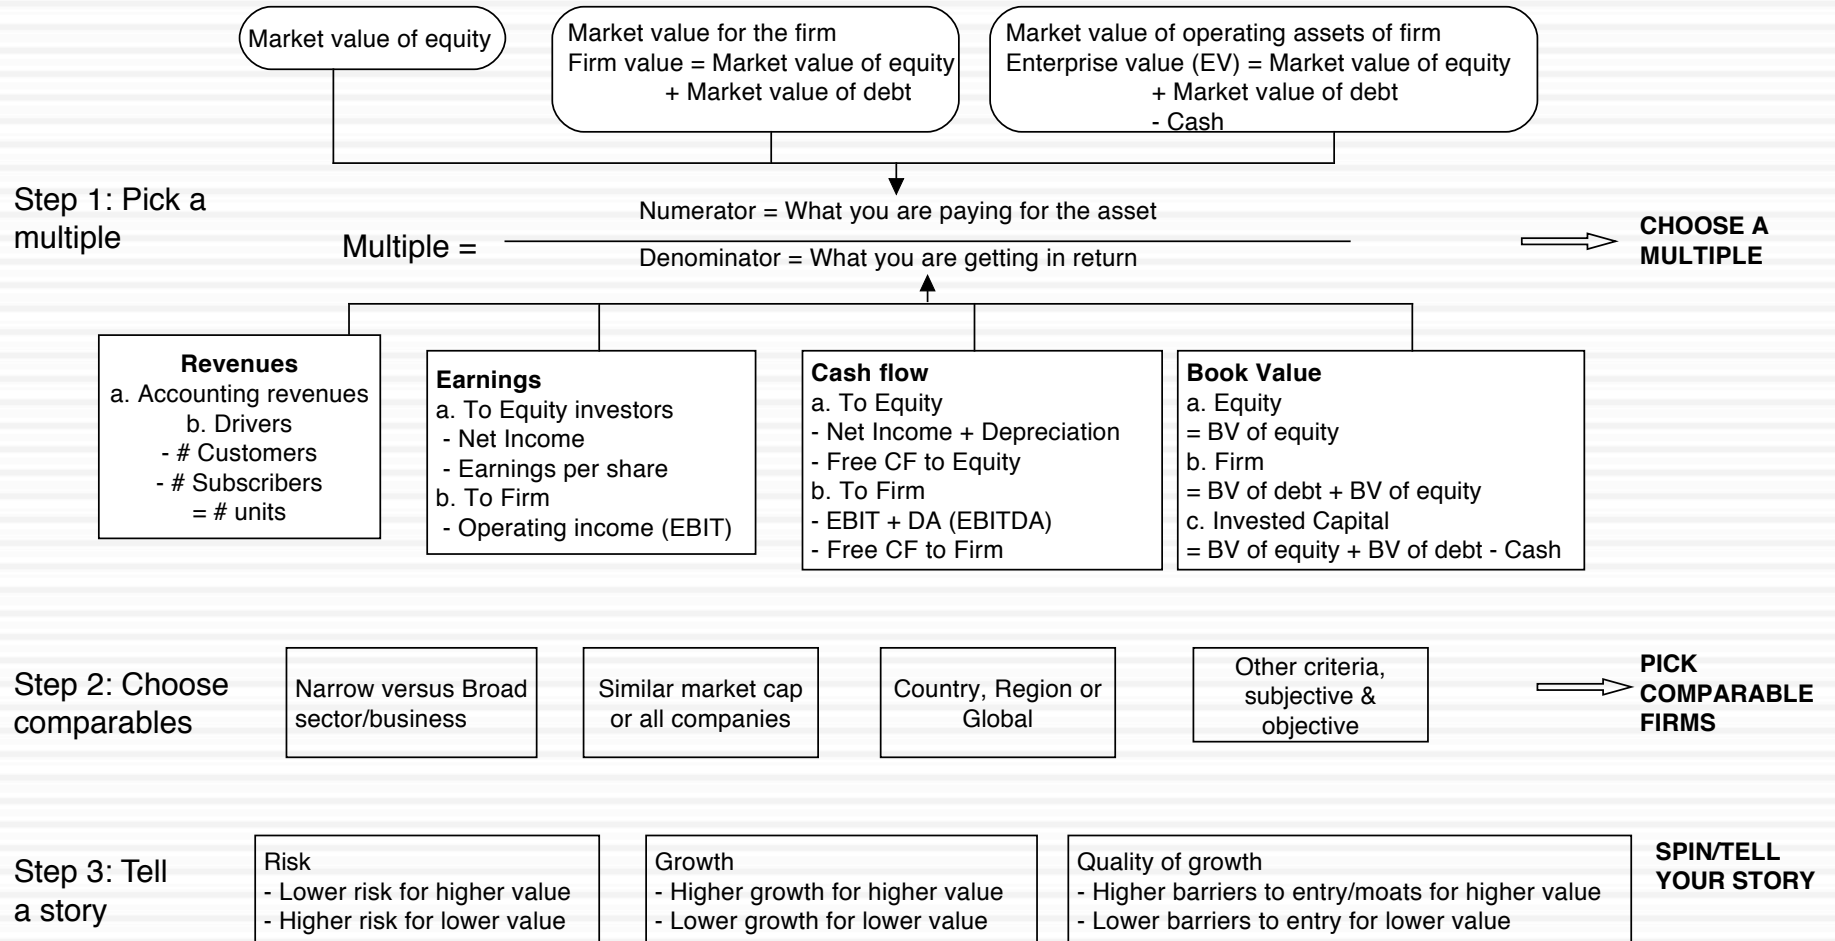 Market value of equity
Market value for the firm
Firm value = Market value of equity
+ Market value of debt
Market value of operating assets of firm
Enterprise value (EV) = Market value of equity
+ Market value of debt
- Cash
Step 1: Pick a
multiple
Multiple =
Numerator = What you are paying for the asset
Denominator = What you are getting in return
CHOOSE A
MULTIPLE
Revenues
a. Accounting revenues
b. Drivers
- # Customers
- # Subscribers
= # units
Earnings
a. To Equity investors
- Net Income
- Earnings per share
b. To Firm
- Operating income (EBIT)
Cash flow
a. To Equity
- Net Income + Depreciation
- Free CF to Equity
b. To Firm
- EBIT + DA (EBITDA)
- Free CF to Firm
Book Value
a. Equity
= BV of equity
b. Firm
= BV of debt + BV of equity
c. Invested Capital
= BV of equity + BV of debt - Cash
Step 2: Choose
comparables
Narrow versus Broad
sector/business
Similar market cap
or all companies
Country, Region or
Global
Other criteria,
subjective &
objective
PICK
COMPARABLE
FIRMS
Step 3: Tell
a story
Risk
- Lower risk for higher value
- Higher risk for lower value
Growth
- Higher growth for higher value
- Lower growth for lower value
Quality of growth
- Higher barriers to entry/moats for higher value
- Lower barriers to entry for lower value
SPIN/TELL
YOUR STORY